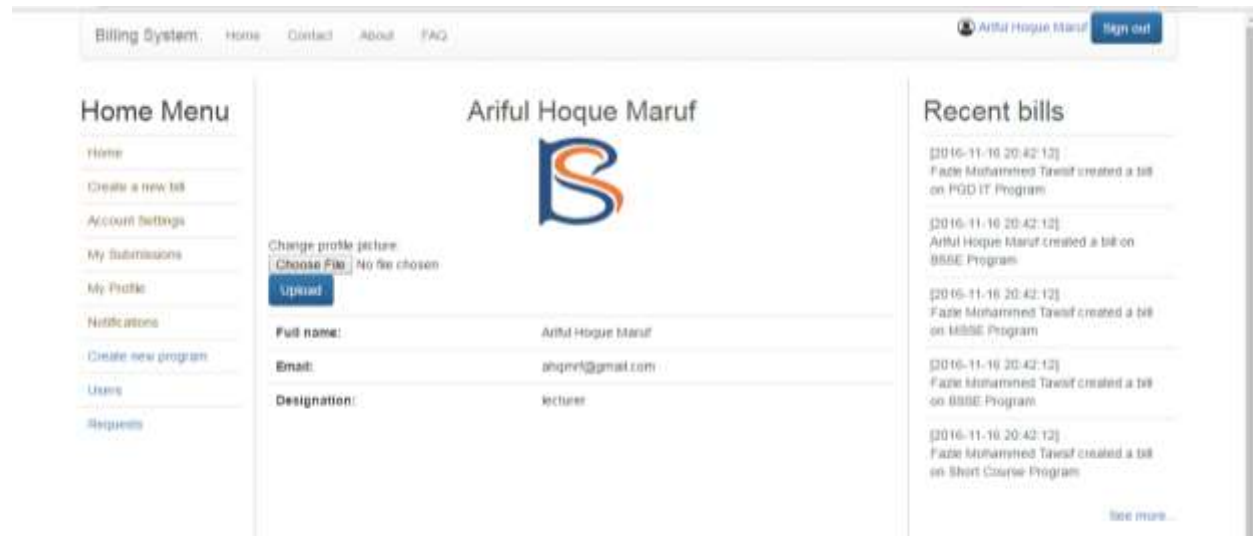 Billing System Home Contact About FAQ
Ariful Hoque Maruf Sign out
Home Menu
Home
Create a new bill
Account Settings
My Submissions
My Profile
Notifications
Create new program
Users
Requests
Ariful Hoque Maruf
Change profile picture:
Choose File No file chosen
Upload
Full name: Ariful Hoque Maruf
Email: ahqmrf@gmail.com
Designation: lecturer
Recent bills
[2016-11-16 20:42:12]
Fazle Mohammed Tawsif created a bill
on PGD IT Program
[2016-11-16 20:42:12]
Ariful Hoque Maruf created a bill on
BSSE Program
[2016-11-16 20:42:12]
Fazle Mohammed Tawsif created a bill
on MSSE Program
[2016-11-16 20:42:12]
Fazle Mohammed Tawsif created a bill
on BSSE Program
[2016-11-16 20:42:12]
Fazle Mohammed Tawsif created a bill
on Short Course Program
See more...